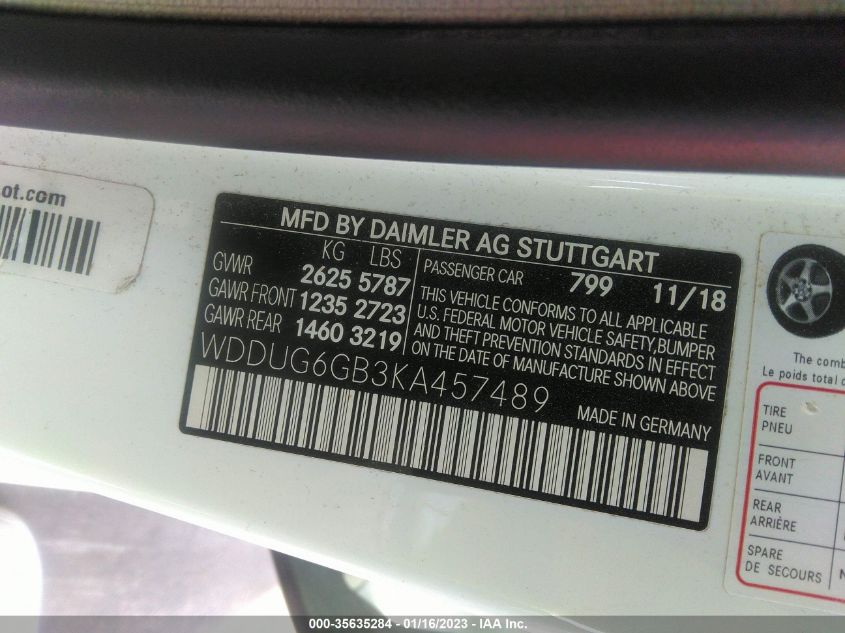 ot.com
MFD BY DAIMLER AG STUTTGART
KG LBS
GVWR 2625 5787
GAWR FRONT 1235 2723
GAWR REAR 1460 3219
PASSENGER CAR 799 11/18
THIS VEHICLE CONFORMS TO ALL APPLICABLE
U.S. FEDERAL MOTOR VEHICLE SAFETY, BUMPER
AND THEFT PREVENTION STANDARDS IN EFFECT
ON THE DATE OF MANUFACTURE SHOWN ABOVE
WDDUG6GB3KA457489
MADE IN GERMANY
The comb
Le poids total
TIRE
PNEU
FRONT
AVANT
REAR
ARRIÈRE
SPARE
DE SECOURS
000-35635284 - 01/16/2023 - IAA Inc.